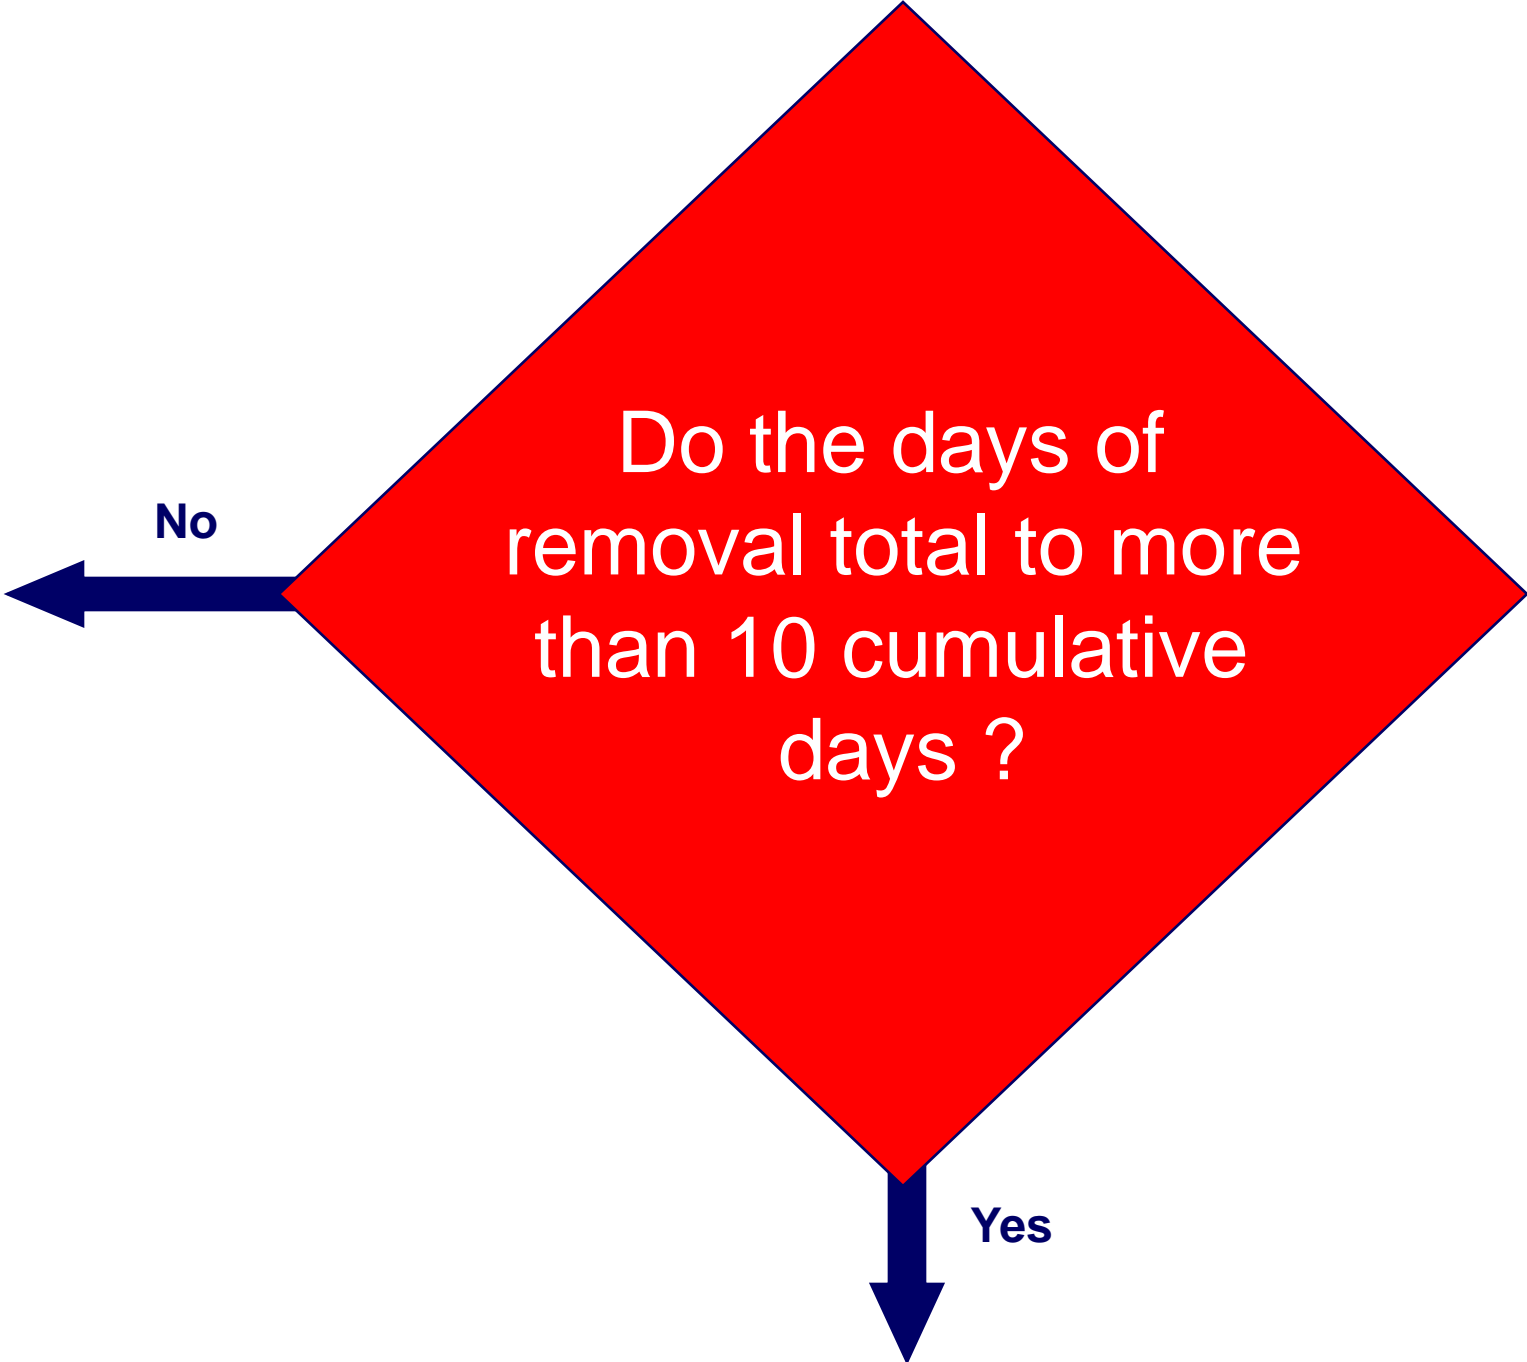 Do the days of
removal total to more
than 10 cumulative
days ?
No
Yes